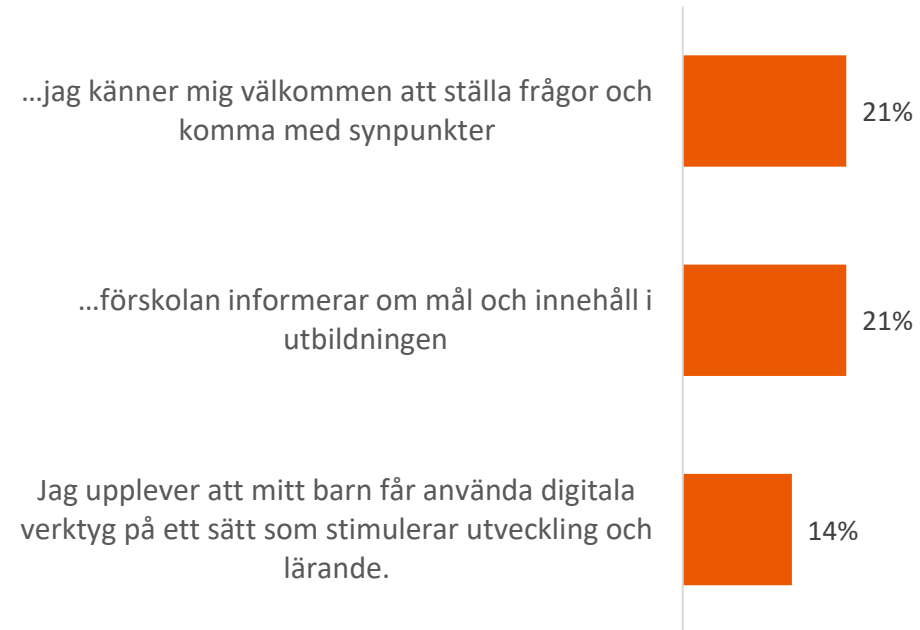 ...jag känner mig välkommen att ställa frågor och
komma med synpunkter
21%
...förskolan informerar om mål och innehåll i
utbildningen
21%
Jag upplever att mitt barn får använda digitala
verktyg på ett sätt som stimulerar utveckling och
lärande.
14%